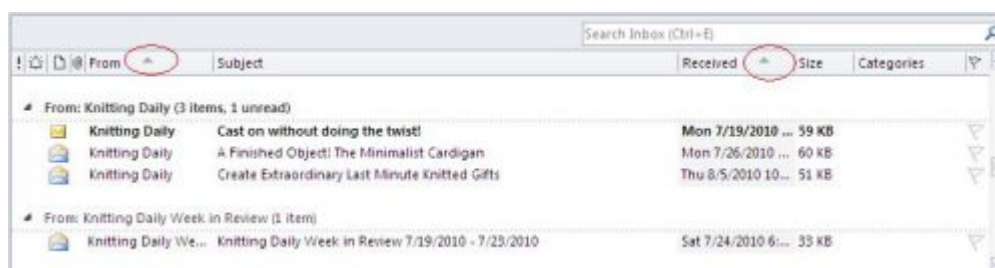 Search Inbox (Ctrl+E)
! From Subject Received Size Categories
From: Knitting Daily (3 items, 1 unread)
Knitting Daily Cast on without doing the twist! Mon 7/19/2010 ... 59 KB
Knitting Daily A Finished Object! The Minimalist Cardigan Mon 7/26/2010 ... 60 KB
Knitting Daily Create Extraordinary Last Minute Knitted Gifts Thu 8/5/2010 10... 51 KB
From: Knitting Daily Week in Review (1 item)
Knitting Daily We... Knitting Daily Week in Review 7/19/2010 - 7/23/2010 Sat 7/24/2010 6:... 33 KB